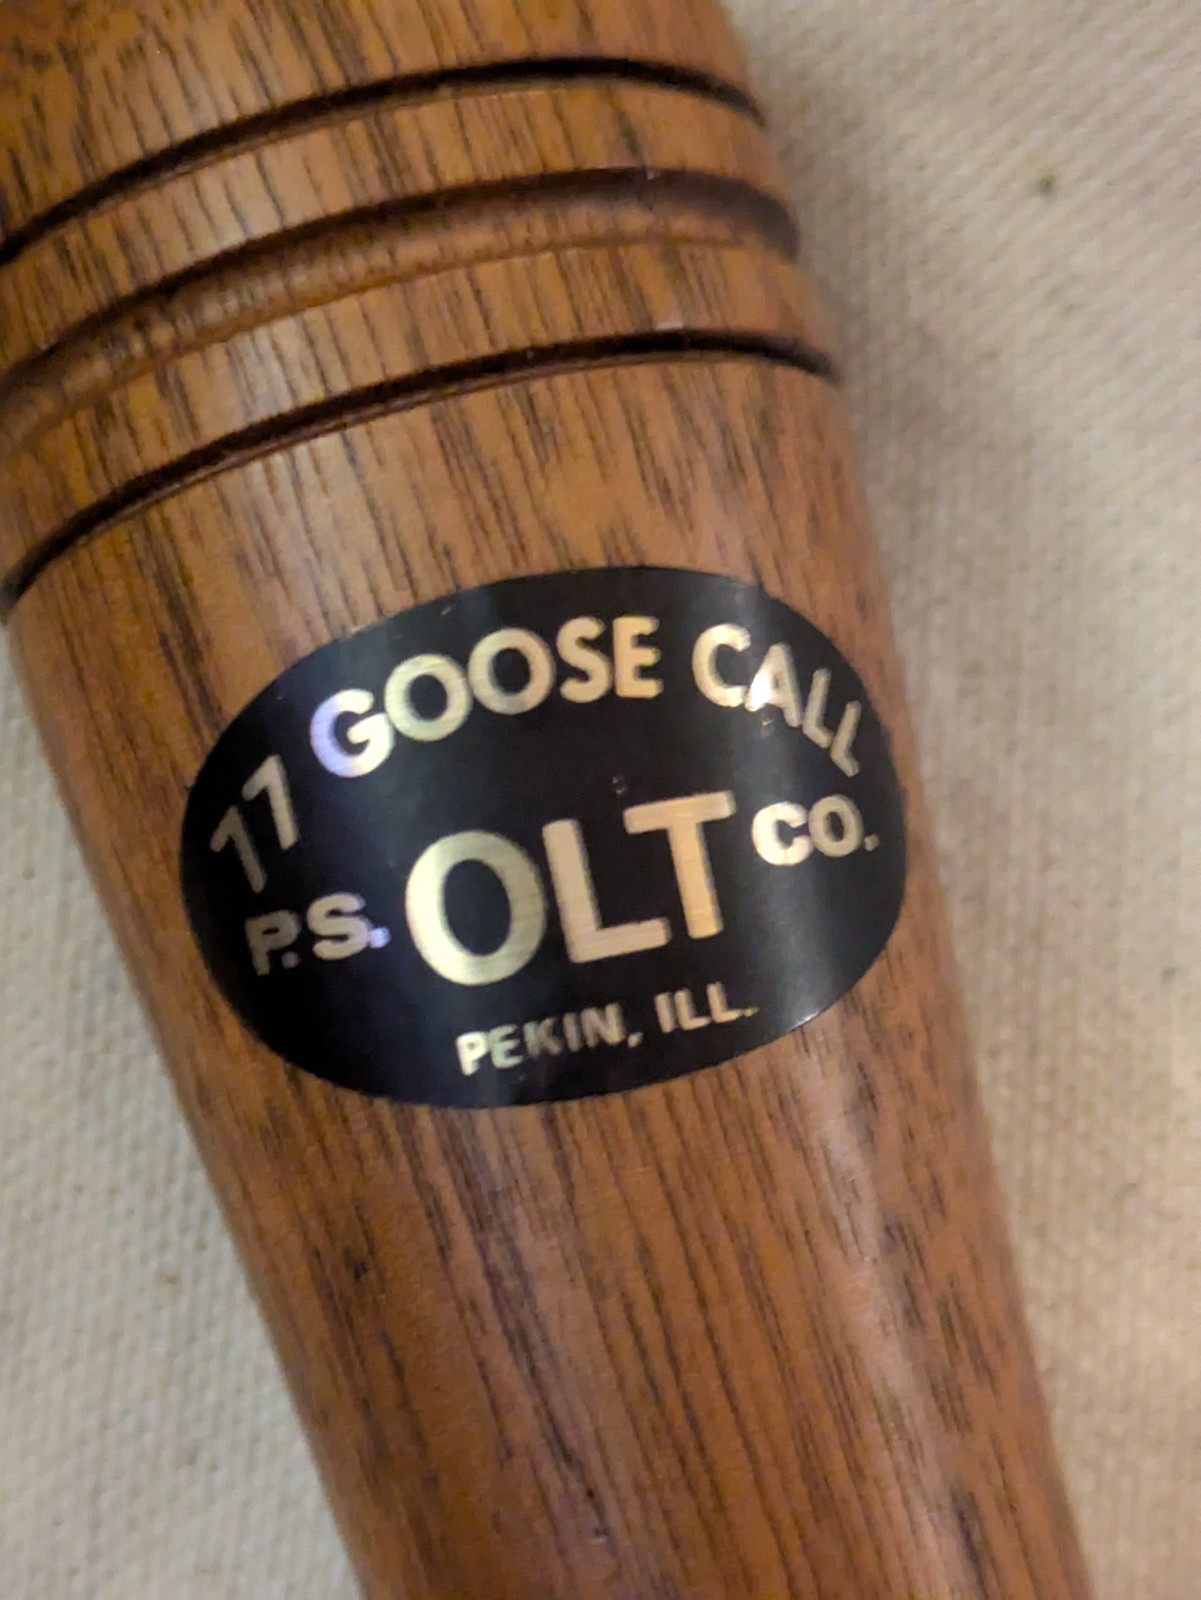 77 GOOSE CALL
P.S. OLT CO.
PEKIN, ILL.